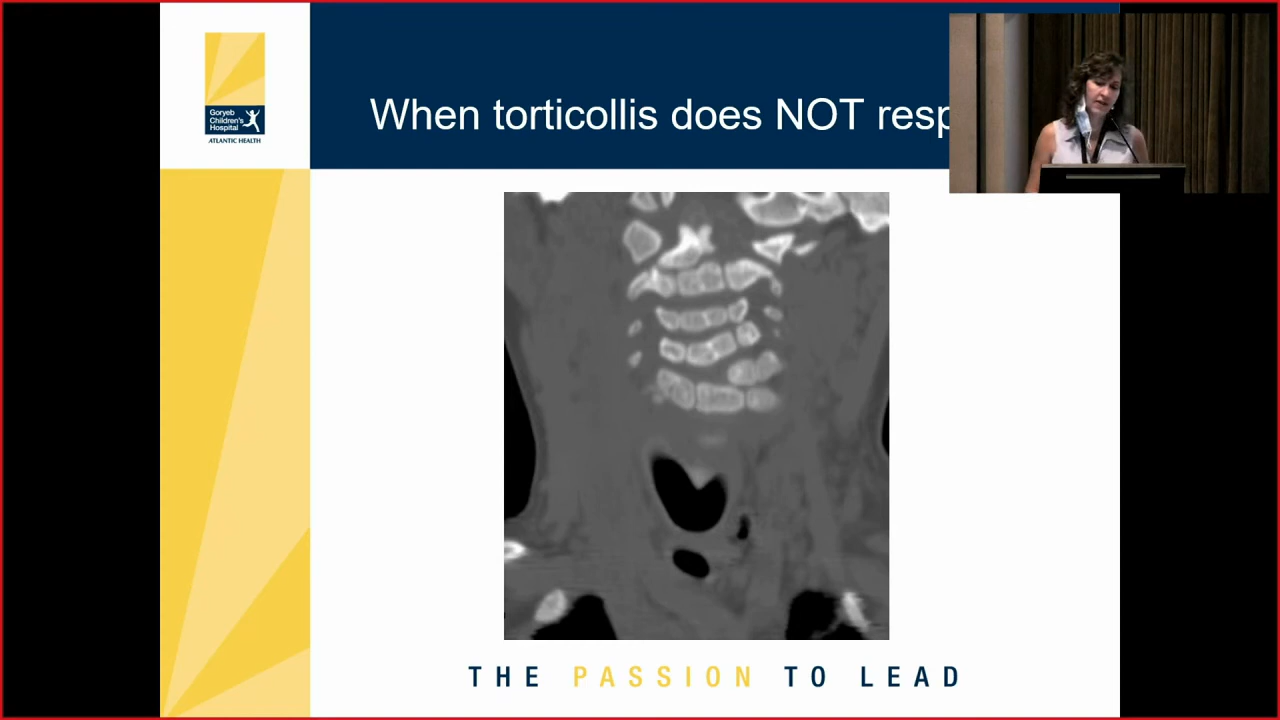 Goryeb
Children's
Hospital
ATLANTIC HEALTH
When torticollis does NOT resp
THE PASSION TO LEAD